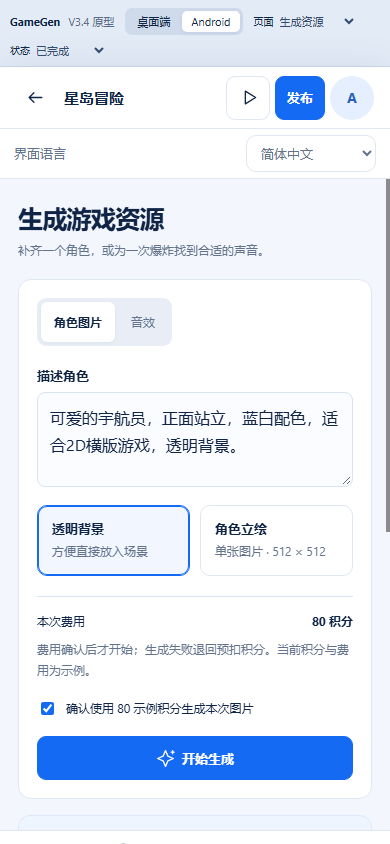 GameGen V3.4 原型 桌面端 Android 页面 生成资源
状态 已完成
星岛冒险 发布 A
界面语言 简体中文
生成游戏资源
补齐一个角色，或为一次爆炸找到合适的声音。
角色图片 音效
描述角色
可爱的宇航员，正面站立，蓝白配色，适
合2D横版游戏，透明背景。
透明背景 角色立绘
方便直接放入场景 单张图片 · 512 × 512
本次费用 80 积分
费用确认后才开始；生成失败退回预扣积分。当前积分与费
用为示例。
确认使用 80 示例积分生成本次图片
开始生成